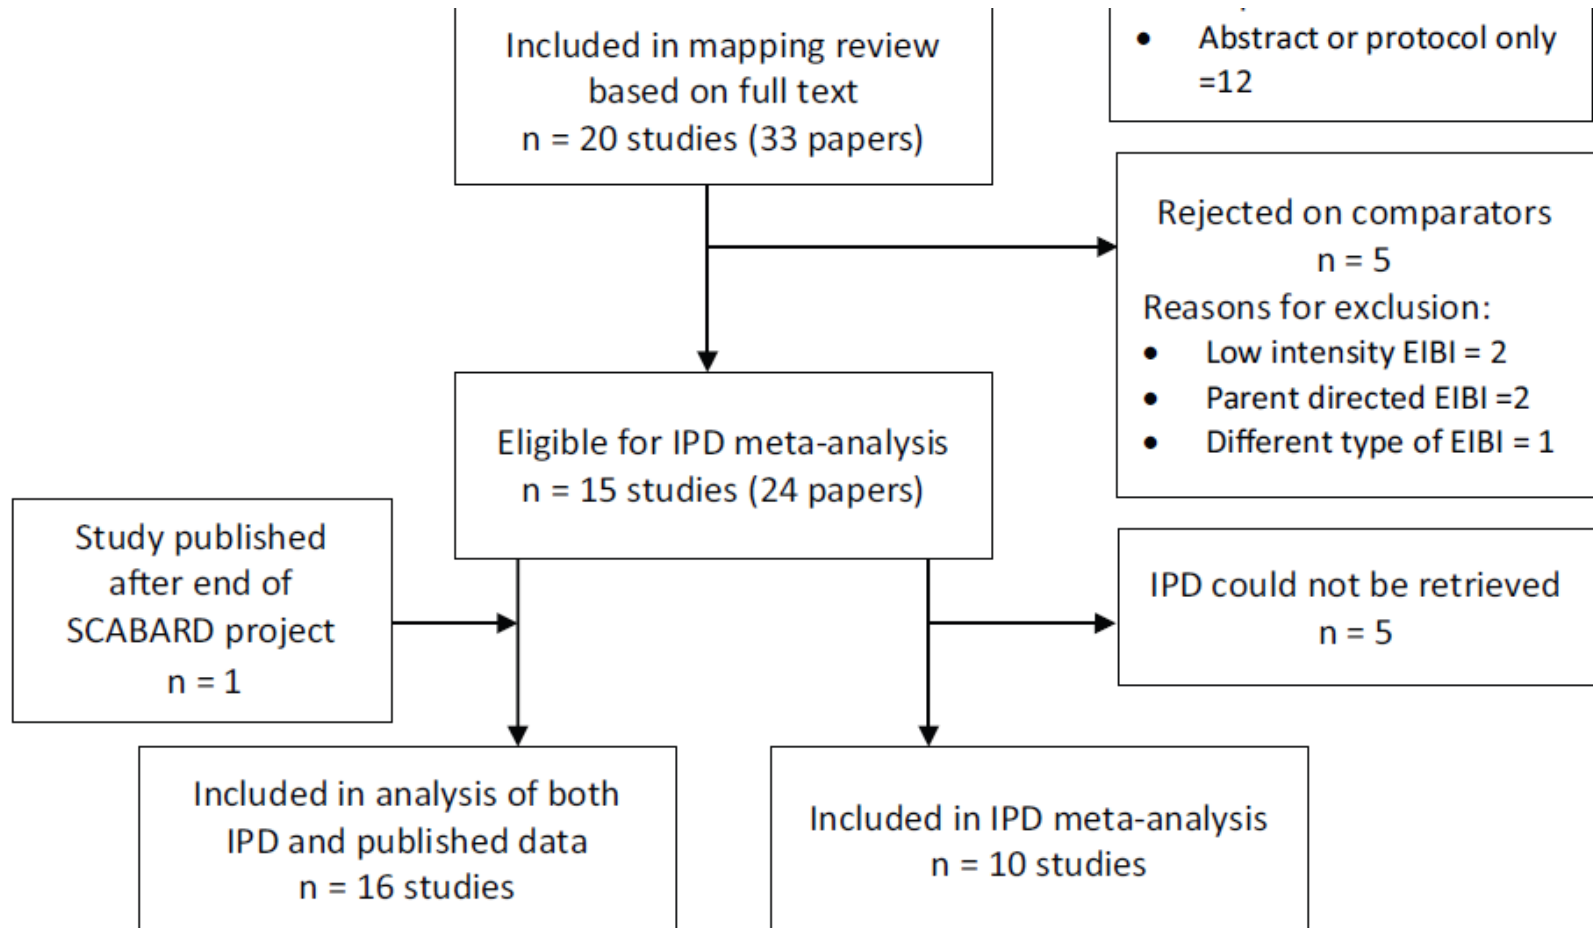 Included in mapping review
based on full text
n = 20 studies (33 papers)
• Abstract or protocol only
=12
Rejected on comparators
n = 5
Reasons for exclusion:
• Low intensity EIBI = 2
• Parent directed EIBI =2
• Different type of EIBI = 1
Eligible for IPD meta-analysis
n = 15 studies (24 papers)
Study published
after end of
SCABARD project
n = 1
IPD could not be retrieved
n = 5
Included in analysis of both
IPD and published data
n = 16 studies
Included in IPD meta-analysis
n = 10 studies